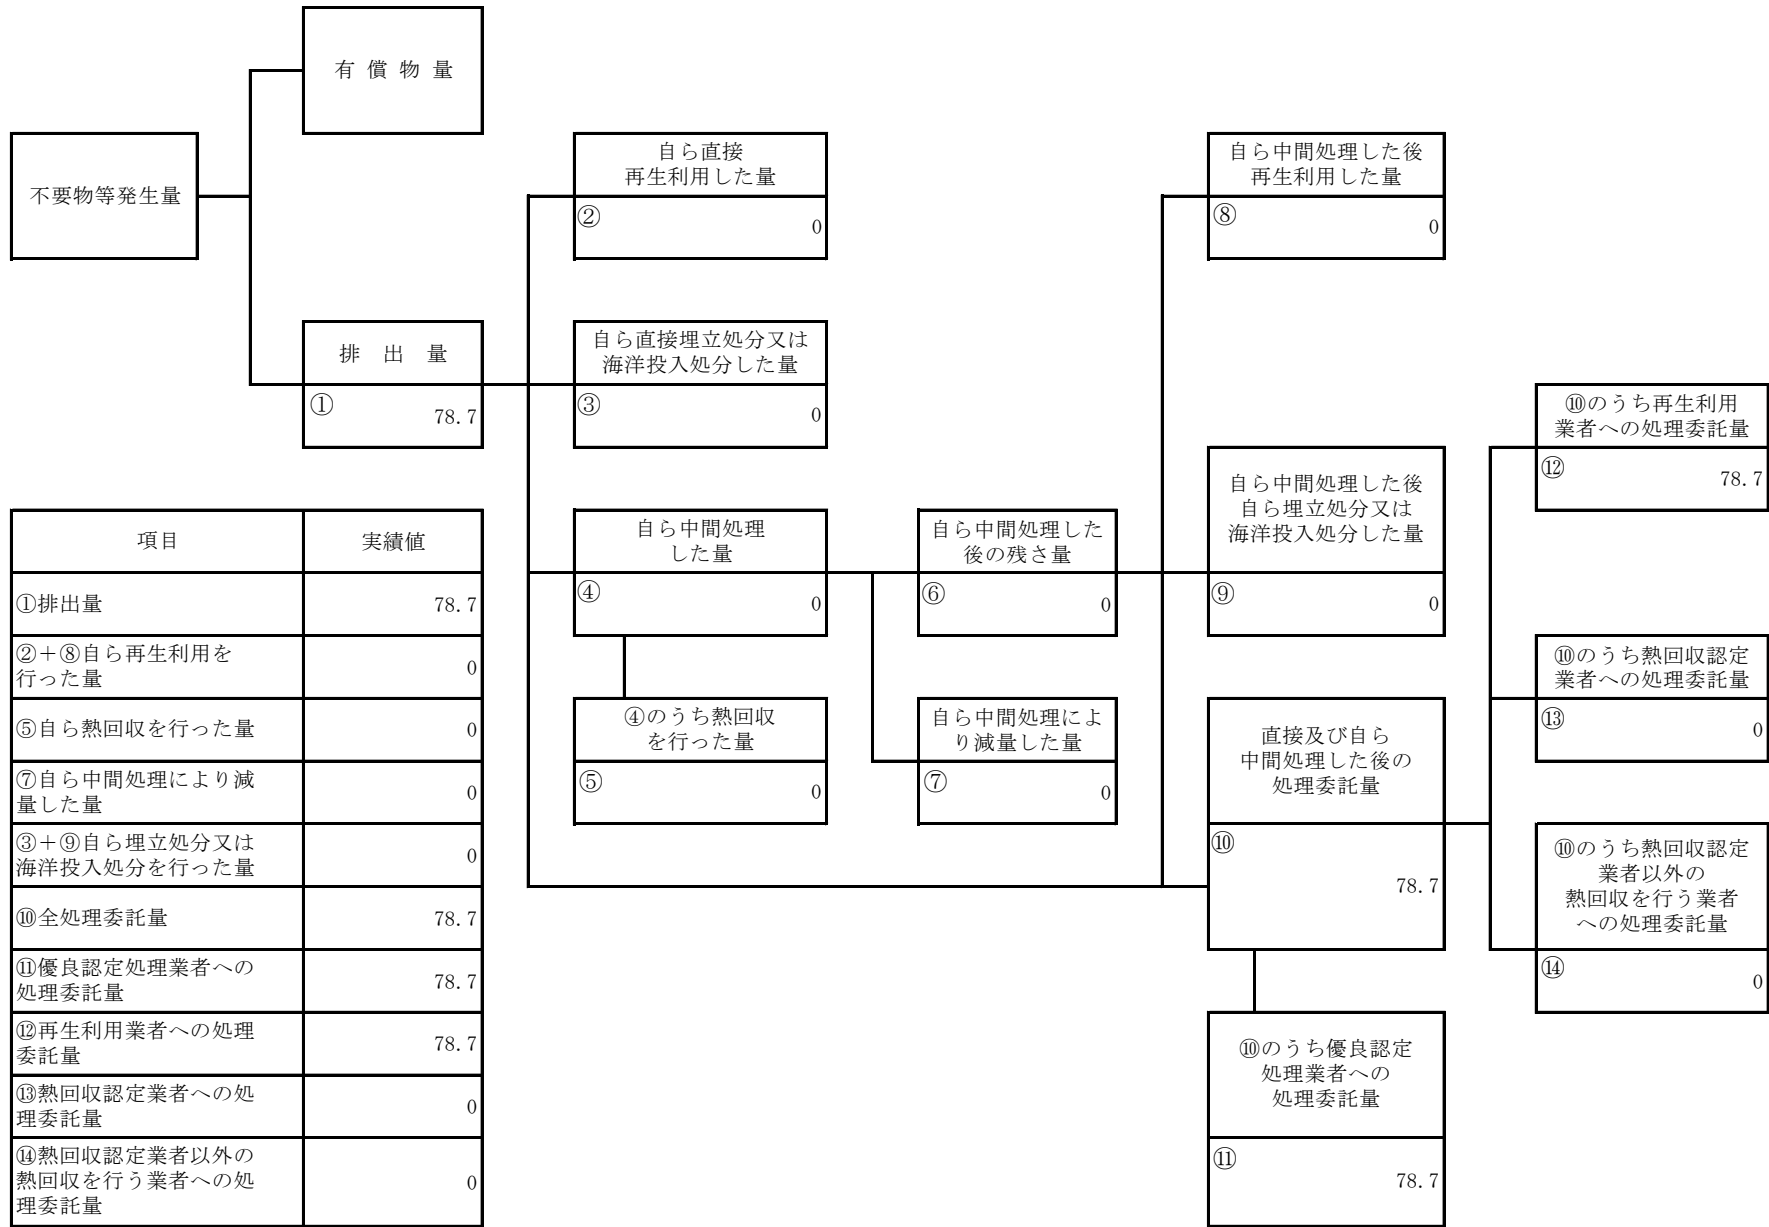 有償物量
不要物等発生量
排出量
①
78.7
自ら直接
再生利用した量
②
0
自ら直接埋立処分又は
海洋投入処分した量
③
0
自ら中間処理
した量
④
0
④のうち熱回収
を行った量
⑤
0
自ら中間処理した
後の残さ量
⑥
0
自ら中間処理によ
り減量した量
⑦
0
自ら中間処理した後
再生利用した量
⑧
0
自ら中間処理した後
自ら埋立処分又は
海洋投入処分した量
⑨
0
直接及び自ら
中間処理した後の
処理委託量
⑩
78.7
⑩のうち優良認定
処理業者への
処理委託量
⑪
78.7
⑩のうち再生利用
業者への処理委託量
⑫
78.7
⑩のうち熱回収認定
業者への処理委託量
⑬
0
⑩のうち熱回収認定
業者以外の
熱回収を行う業者
への処理委託量
⑭
0
項目 実績値
①排出量 78.7
②+⑧自ら再生利用を
行った量 0
⑤自ら熱回収を行った量 0
⑦自ら中間処理により減
量した量 0
③+⑨自ら埋立処分又は
海洋投入処分を行った量 0
⑩全処理委託量 78.7
⑪優良認定処理業者への
処理委託量 78.7
⑫再生利用業者への処理
委託量 78.7
⑬熱回収認定業者への処
理委託量 0
⑭熱回収認定業者以外の
熱回収を行う業者への処
理委託量 0